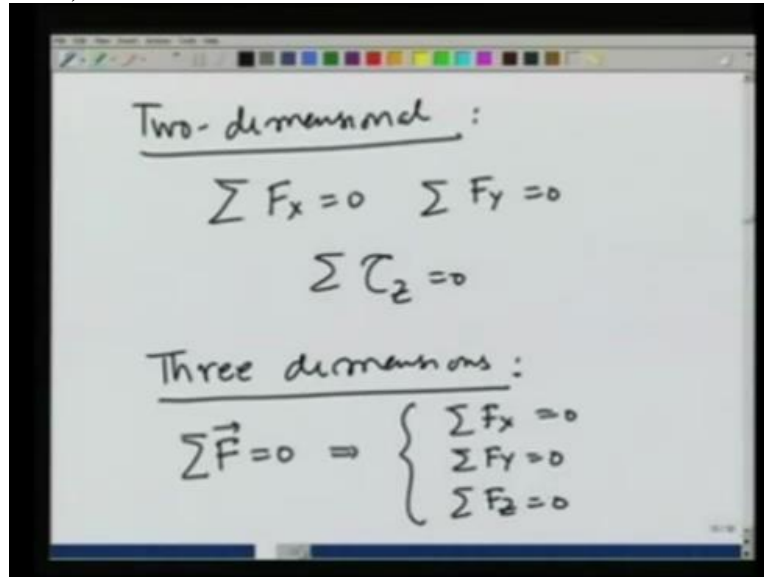 Two-dimensional :
∑ Fx = 0 ∑ Fy = 0
∑ τz = 0
Three dimensions :
∑F⃗ = 0 ⇒ { ∑ Fx = 0
∑ Fy = 0
∑ Fz = 0